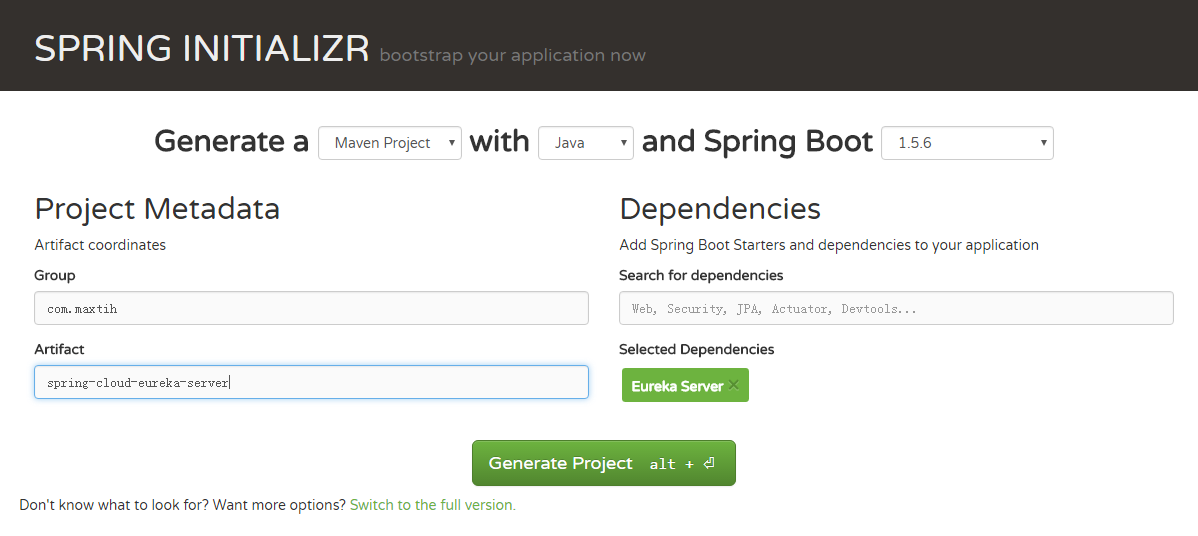 SPRING INITIALIZR bootstrap your application now
Generate a Maven Project with Java and Spring Boot 1.5.6
Project Metadata
Artifact coordinates
Group
com.maxtih
Artifact
spring-cloud-eureka-server
Dependencies
Add Spring Boot Starters and dependencies to your application
Search for dependencies
Web, Security, JPA, Actuator, Devtools...
Selected Dependencies
Eureka Server ×
Generate Project alt + ⏎
Don't know what to look for? Want more options? Switch to the full version.